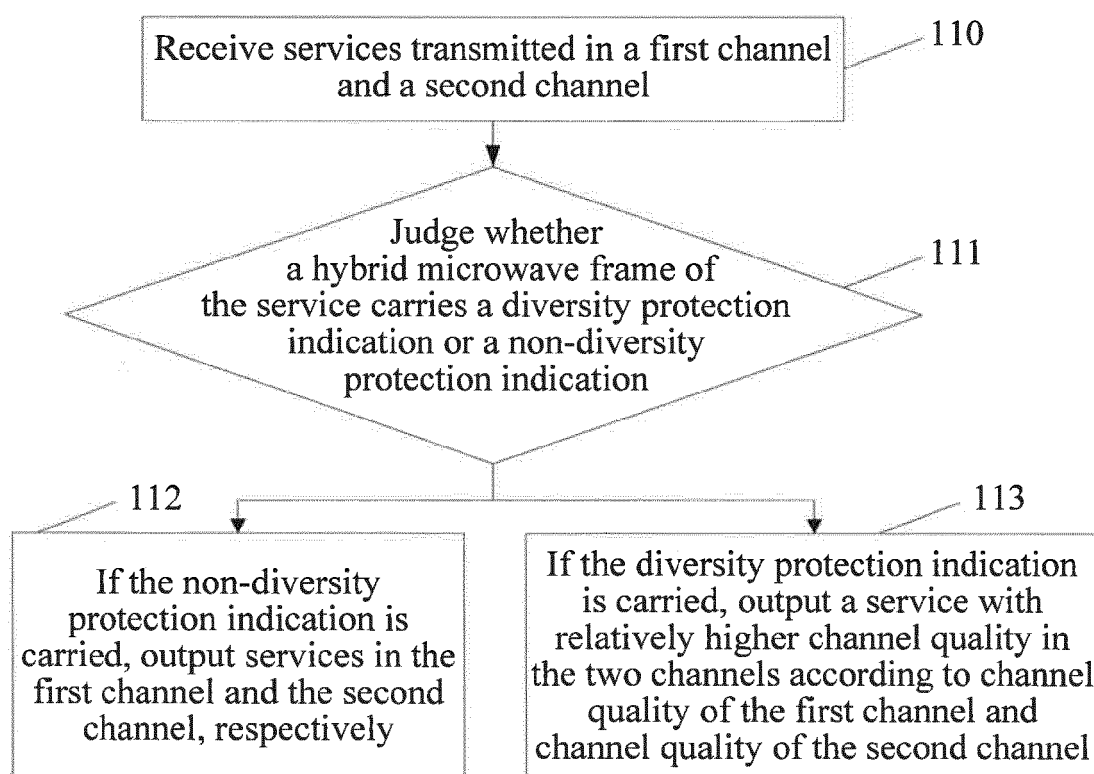 110
Receive services transmitted in a first channel
and a second channel
111
Judge whether
a hybrid microwave frame of
the service carries a diversity protection
indication or a non-diversity
protection indication
112
If the non-diversity
protection indication is
carried, output services in the
first channel and the second
channel, respectively
113
If the diversity protection indication
is carried, output a service with
relatively higher channel quality in
the two channels according to channel
quality of the first channel and
channel quality of the second channel